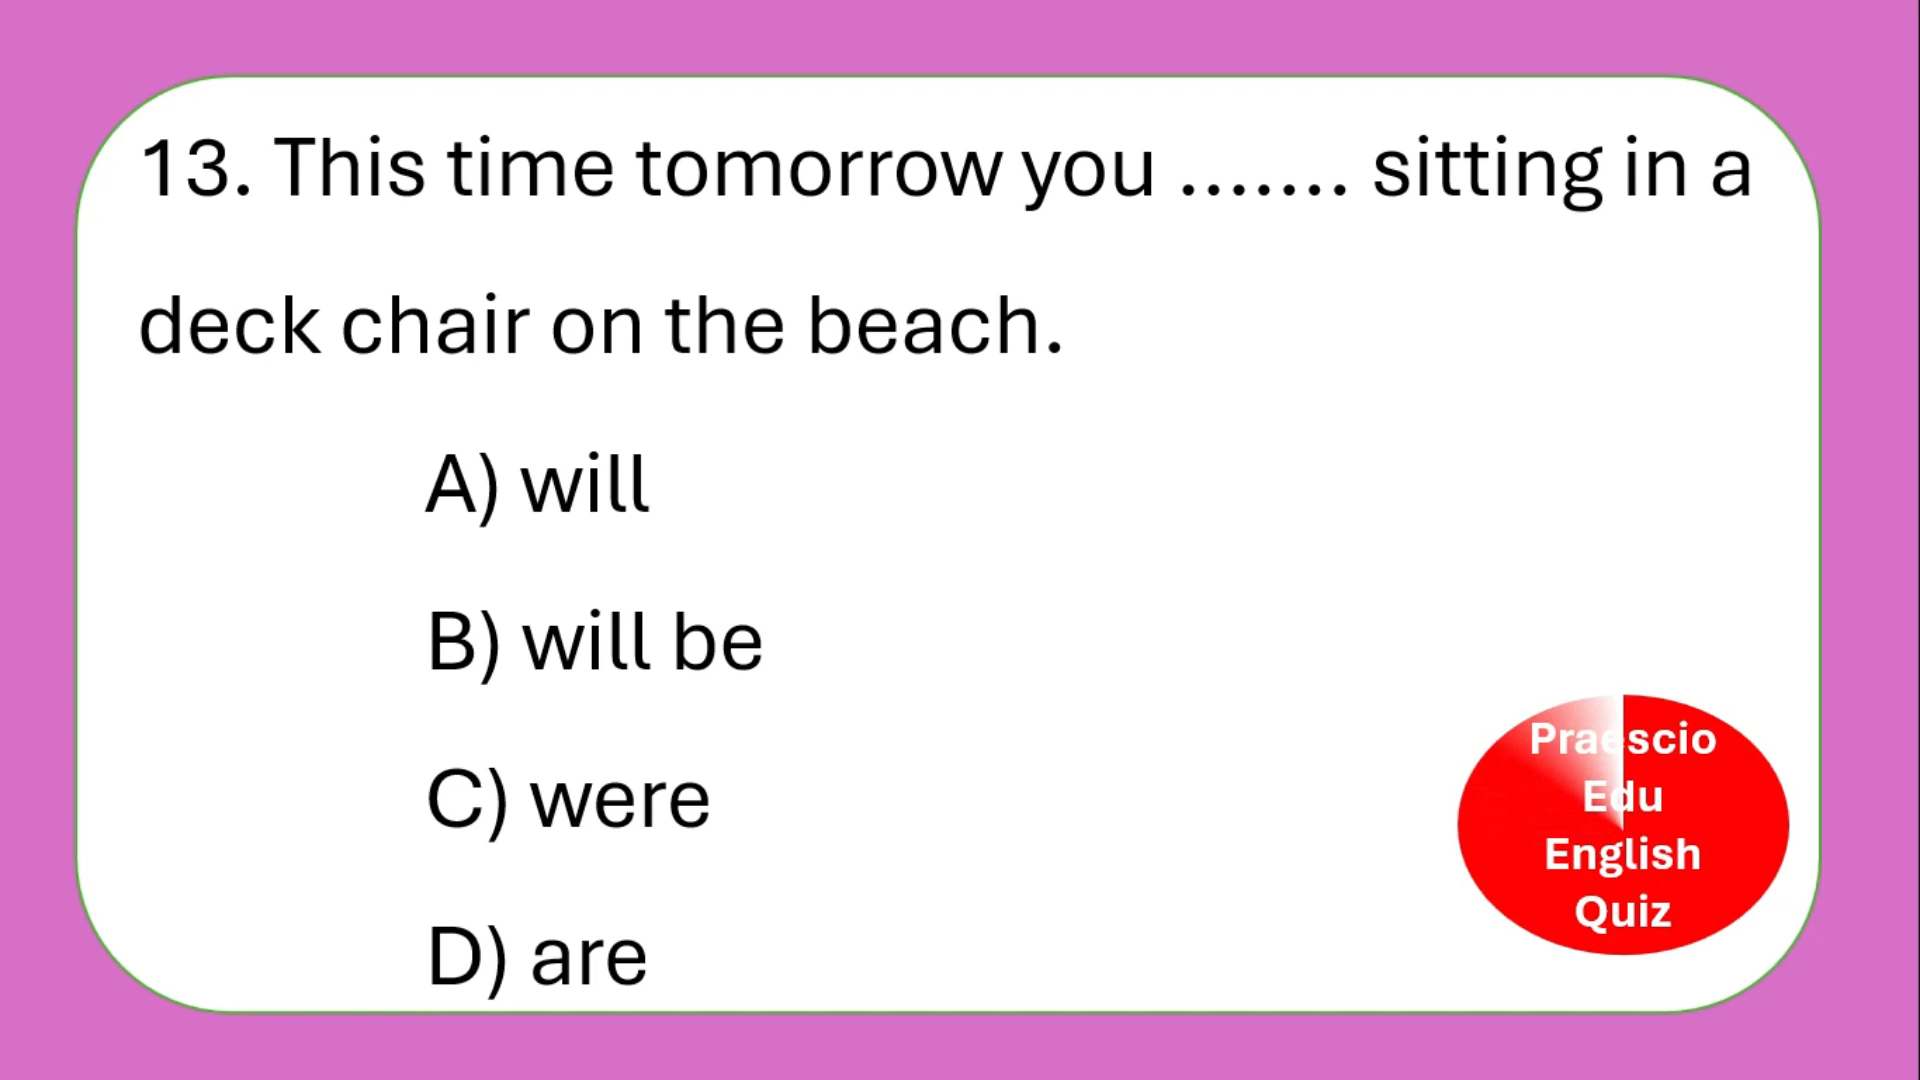 13. This time tomorrow you ....... sitting in a
deck chair on the beach.
A) will
B) will be
C) were
D) are
Praescio
Edu
English
Quiz